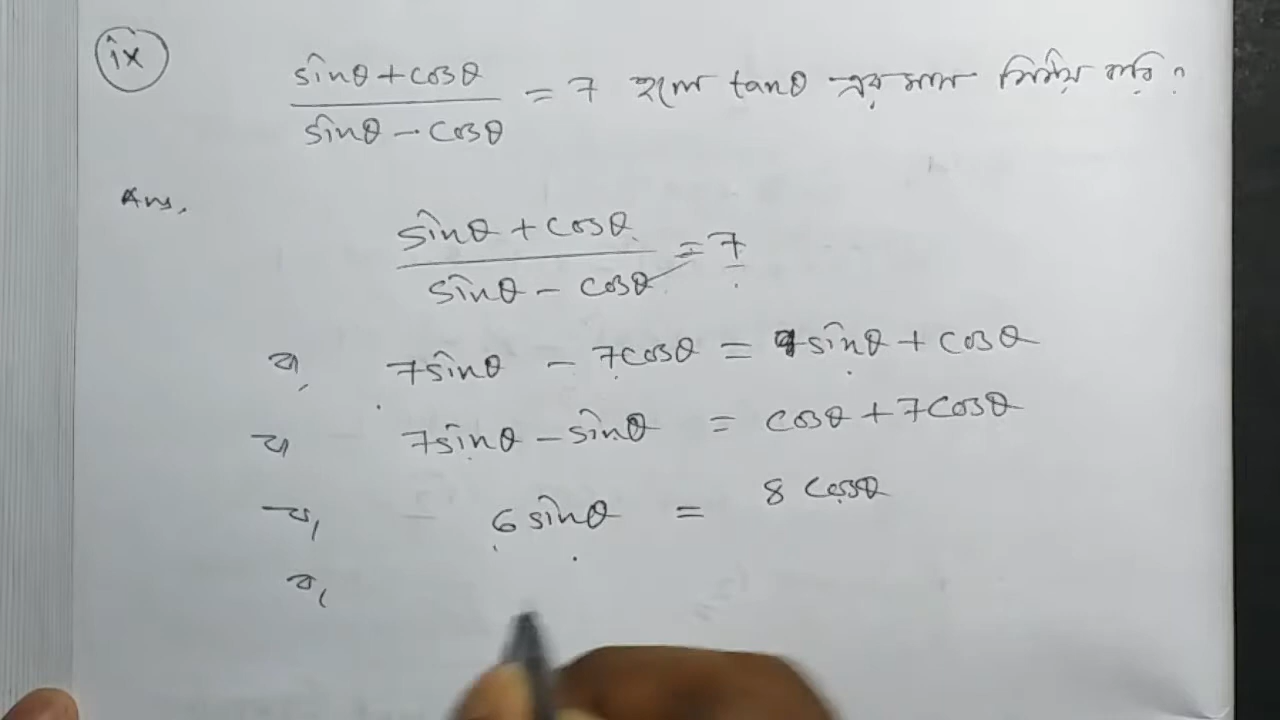 ix
sinθ + cosθ / sinθ - cosθ = 7 হলে tanθ এর মান নির্ণয় করি?
Ans,
sinθ + cosθ / sinθ - cosθ = 7
বা, 7sinθ - 7cosθ = sinθ + cosθ
বা 7sinθ - sinθ = cosθ + 7cosθ
বা, 6 sinθ = 8 cosθ
বা,